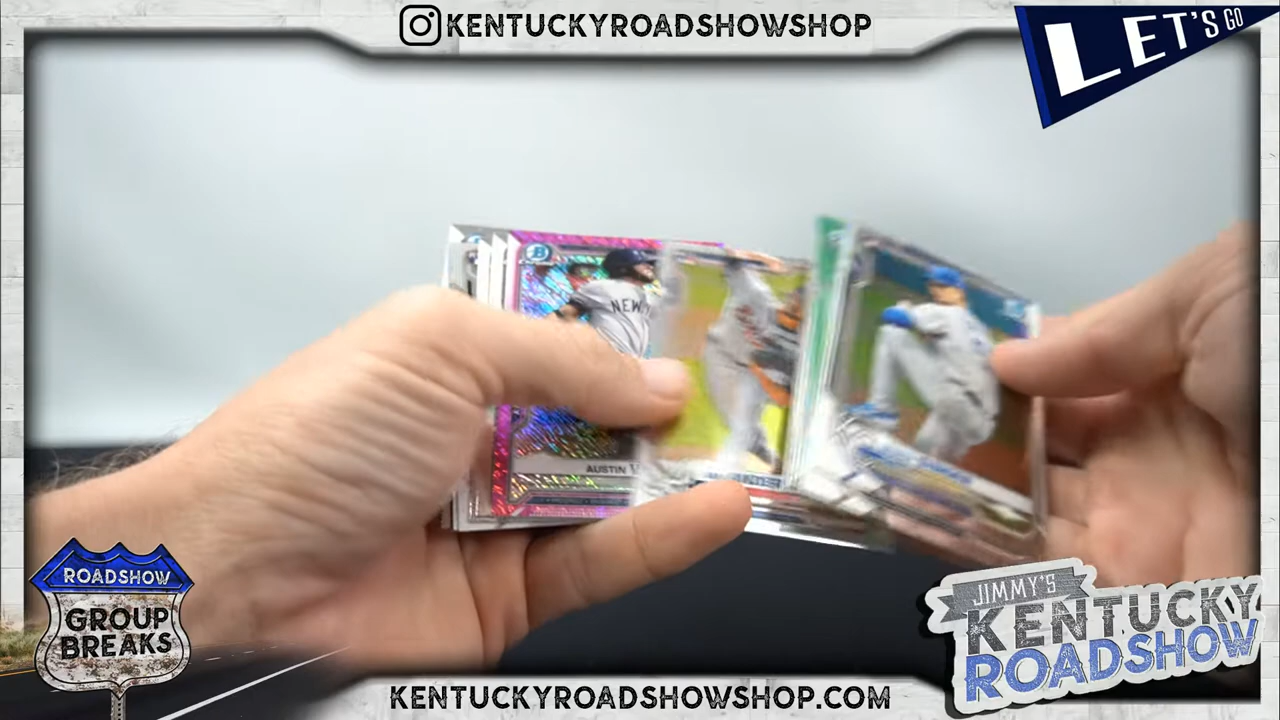 KENTUCKYROADSHOWSHOP
LET'S GO
NEW
AUSTIN
ROADSHOW
GROUP
BREAKS
JIMMY'S
KENTUCKY
ROADSHOW
KENTUCKYROADSHOWSHOP.COM